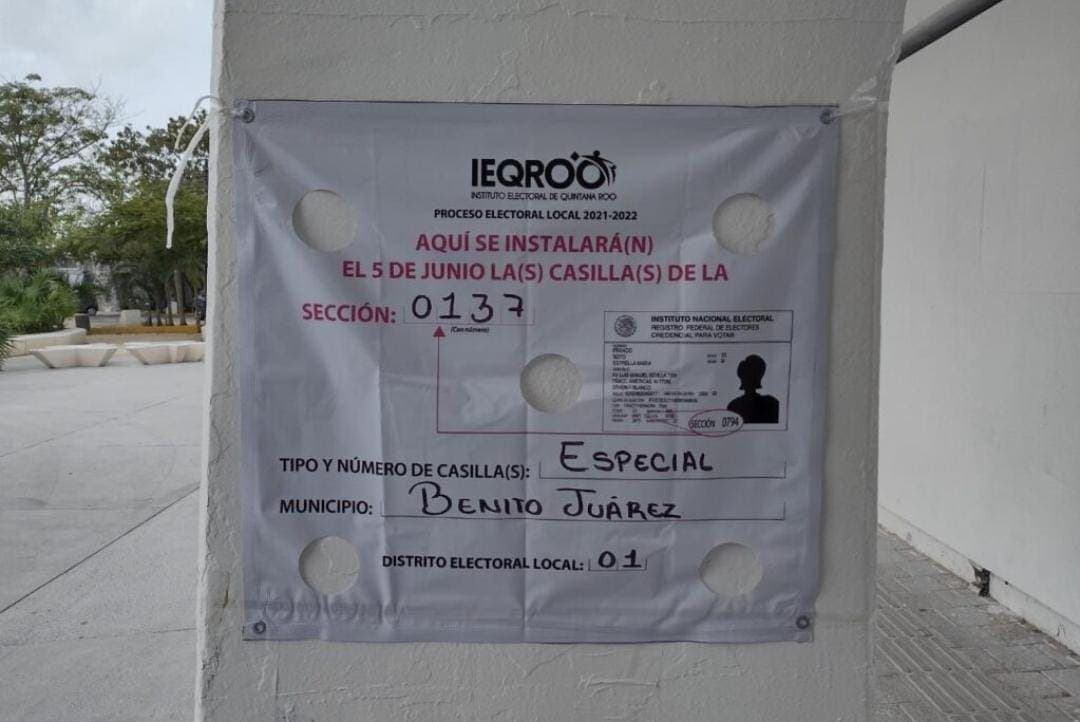 IEQROO
INSTITUTO ELECTORAL DE QUINTANA ROO
PROCESO ELECTORAL LOCAL 2021-2022
AQUÍ SE INSTALARÁ(N)
EL 5 DE JUNIO LA(S) CASILLA(S) DE LA
SECCIÓN: 0137
(Con número)
INSTITUTO NACIONAL ELECTORAL
REGISTRO FEDERAL DE ELECTORES
CREDENCIAL PARA VOTAR
SECCIÓN 0794
TIPO Y NÚMERO DE CASILLA(S): ESPECIAL
MUNICIPIO: BENITO JUÁREZ
DISTRITO ELECTORAL LOCAL: 01